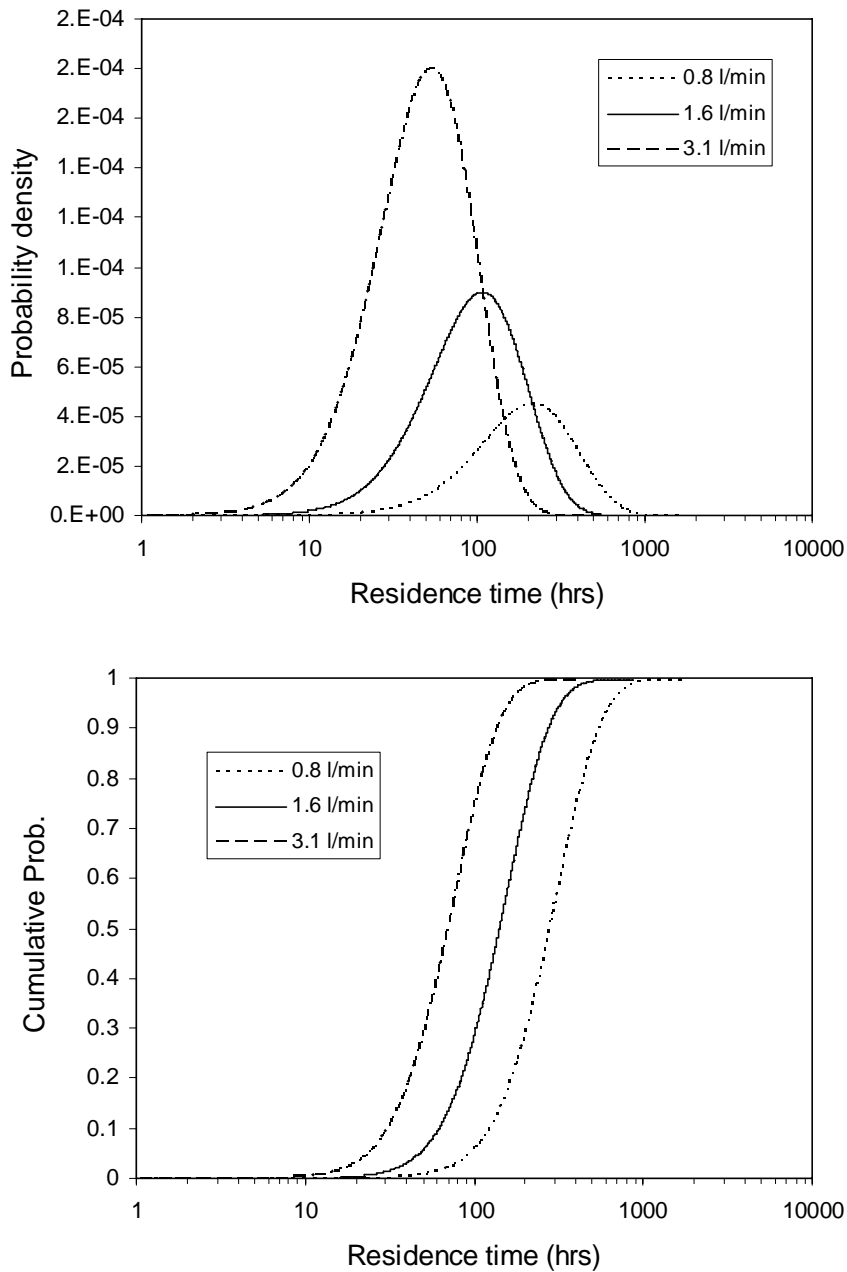 2.E-04
2.E-04
2.E-04
1.E-04
1.E-04
1.E-04
8.E-05
6.E-05
4.E-05
2.E-05
0.E+00
Probability density
0.8 l/min
1.6 l/min
3.1 l/min
1 10 100 1000 10000
Residence time (hrs)
1
0.9
0.8
0.7
0.6
0.5
0.4
0.3
0.2
0.1
0
Cumulative Prob.
0.8 l/min
1.6 l/min
3.1 l/min
1 10 100 1000 10000
Residence time (hrs)